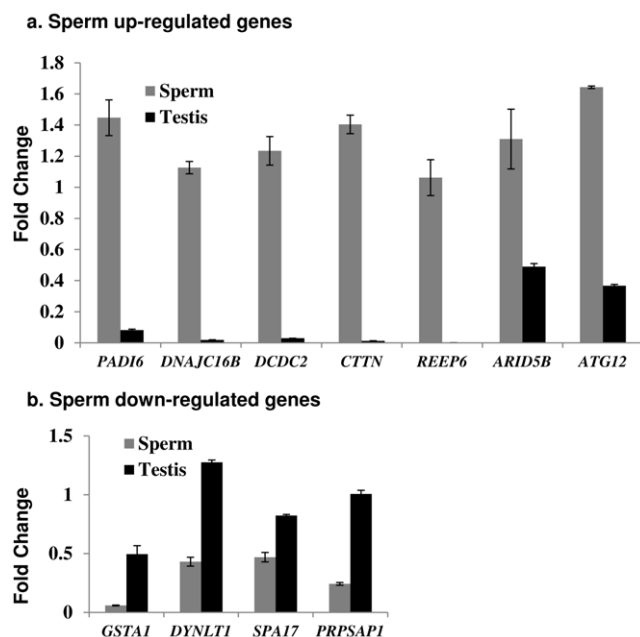 a. Sperm up-regulated genes
Fold Change
1.8
1.6
1.4
1.2
1
0.8
0.6
0.4
0.2
0
Sperm
Testis
PADI6 DNAJC16B DCDC2 CTTN REEP6 ARID5B ATG12
b. Sperm down-regulated genes
Fold Change
1.5
1
0.5
0
Sperm
Testis
GSTA1 DYNLT1 SPA17 PRPSAP1